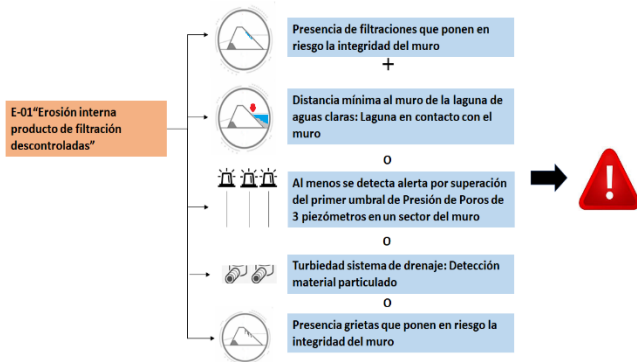 Presencia de filtraciones que ponen en
riesgo la integridad del muro
+
E-01“Erosión interna
producto de filtración
descontroladas”
Distancia mínima al muro de la laguna de
aguas claras: Laguna en contacto con el
muro
o
Al menos se detecta alerta por superación
del primer umbral de Presión de Poros de
3 piezómetros en un sector del muro
o
Turbiedad sistema de drenaje: Detección
material particulado
o
Presencia grietas que ponen en riesgo la
integridad del muro